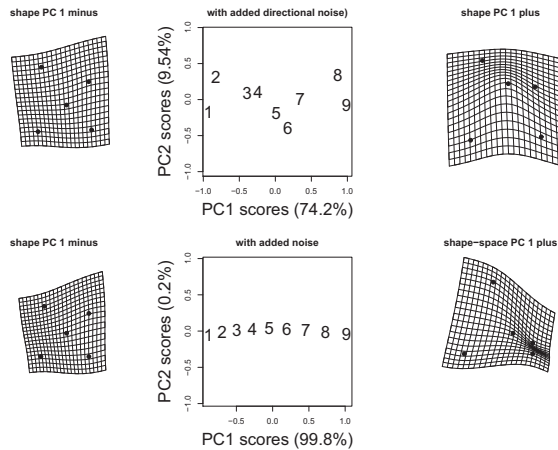 shape PC 1 minus
with added directional noise)
shape PC 1 plus
PC2 scores (9.54%)
1.0
0.5
0.0
−0.5
−1.0
1
2
3
4
5
6
7
8
9
−1.0 −0.5 0.0 0.5 1.0
PC1 scores (74.2%)
shape PC 1 minus
with added noise
shape−space PC 1 plus
PC2 scores (0.2%)
1.0
0.5
0.0
−0.5
−1.0
1 2 3 4 5 6 7 8 9
−0.5 0.0 0.5 1.0
PC1 scores (99.8%)